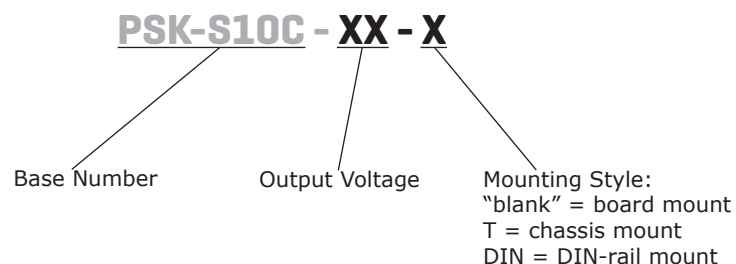 PSK-S10C - XX - X
Base Number
Output Voltage
Mounting Style:
“blank” = board mount
T = chassis mount
DIN = DIN-rail mount